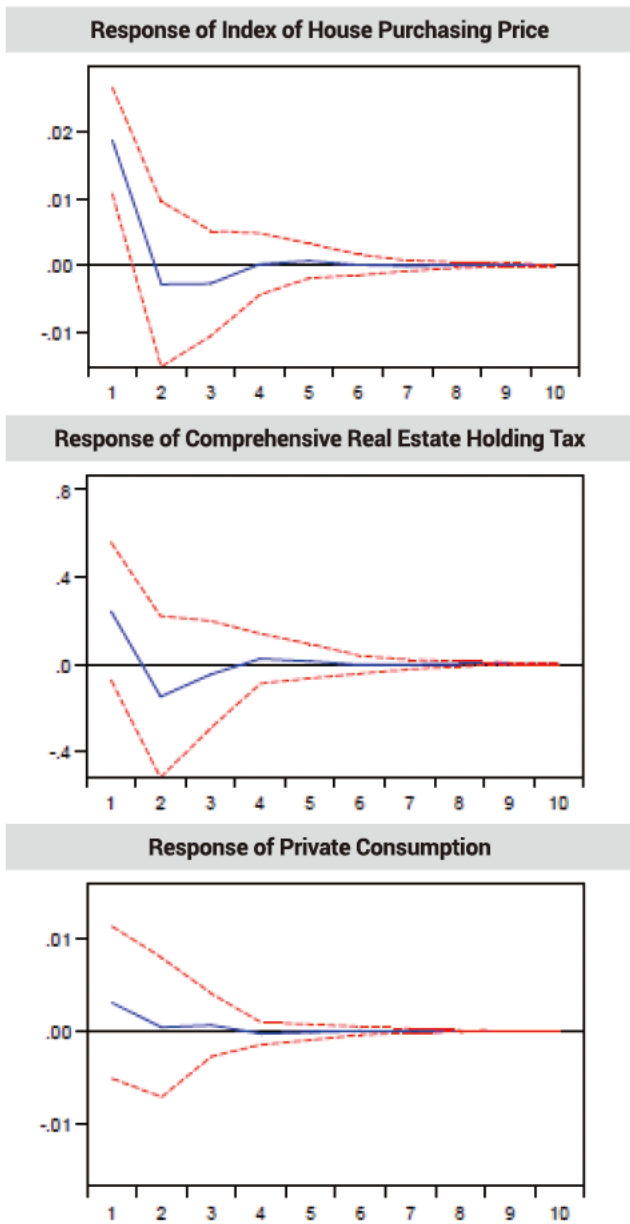 Response of Index of House Purchasing Price
.02
.01
.00
-.01
1 2 3 4 5 6 7 8 9 10
Response of Comprehensive Real Estate Holding Tax
.8
.4
.0
-.4
1 2 3 4 5 6 7 8 9 10
Response of Private Consumption
.01
.00
-.01
1 2 3 4 5 6 7 8 9 10